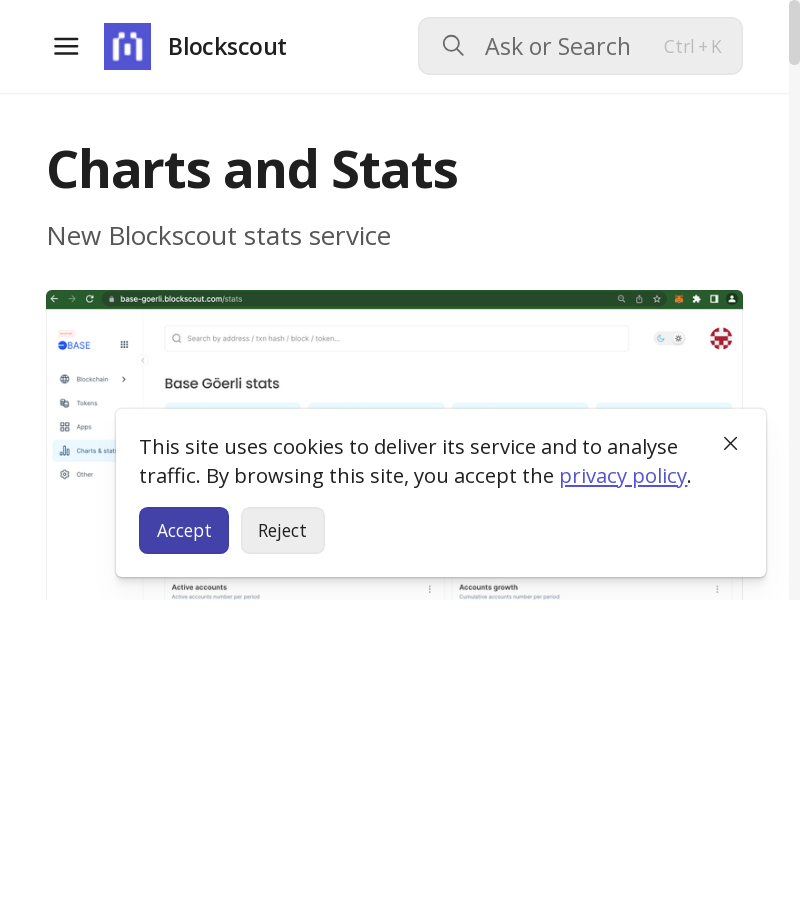 Blockscout
Ask or Search
Ctrl + K
Charts and Stats
New Blockscout stats service
base-goerli.blockscout.com/stats
BASE
Search by address / txn hash / block / token...
Blockchain
Base Göerli stats
Tokens
Apps
Charts & stats
Other
This site uses cookies to deliver its service and to analyse
traffic. By browsing this site, you accept the privacy policy.
Accept
Reject
Active accounts
Active accounts number per period
Accounts growth
Cumulative accounts number per period